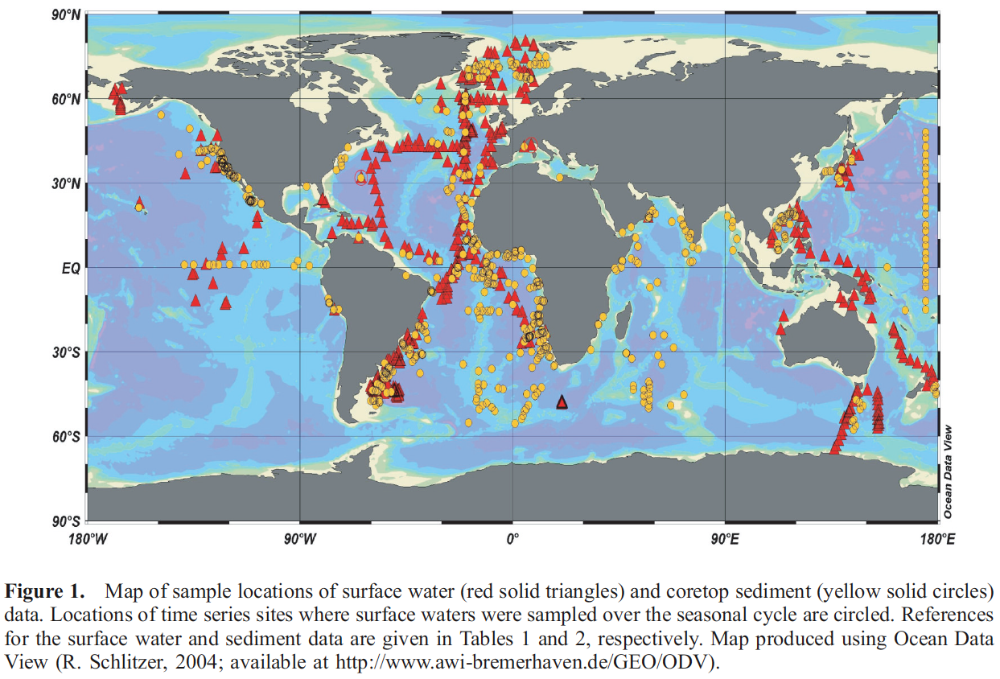 90°N
60°N
30°N
EQ
30°S
60°S
90°S
180°W
90°W
0°
90°E
180°E
Ocean Data View
Figure 1. Map of sample locations of surface water (red solid triangles) and coretop sediment (yellow solid circles)
data. Locations of time series sites where surface waters were sampled over the seasonal cycle are circled. References
for the surface water and sediment data are given in Tables 1 and 2, respectively. Map produced using Ocean Data
View (R. Schlitzer, 2004; available at http://www.awi-bremerhaven.de/GEO/ODV).